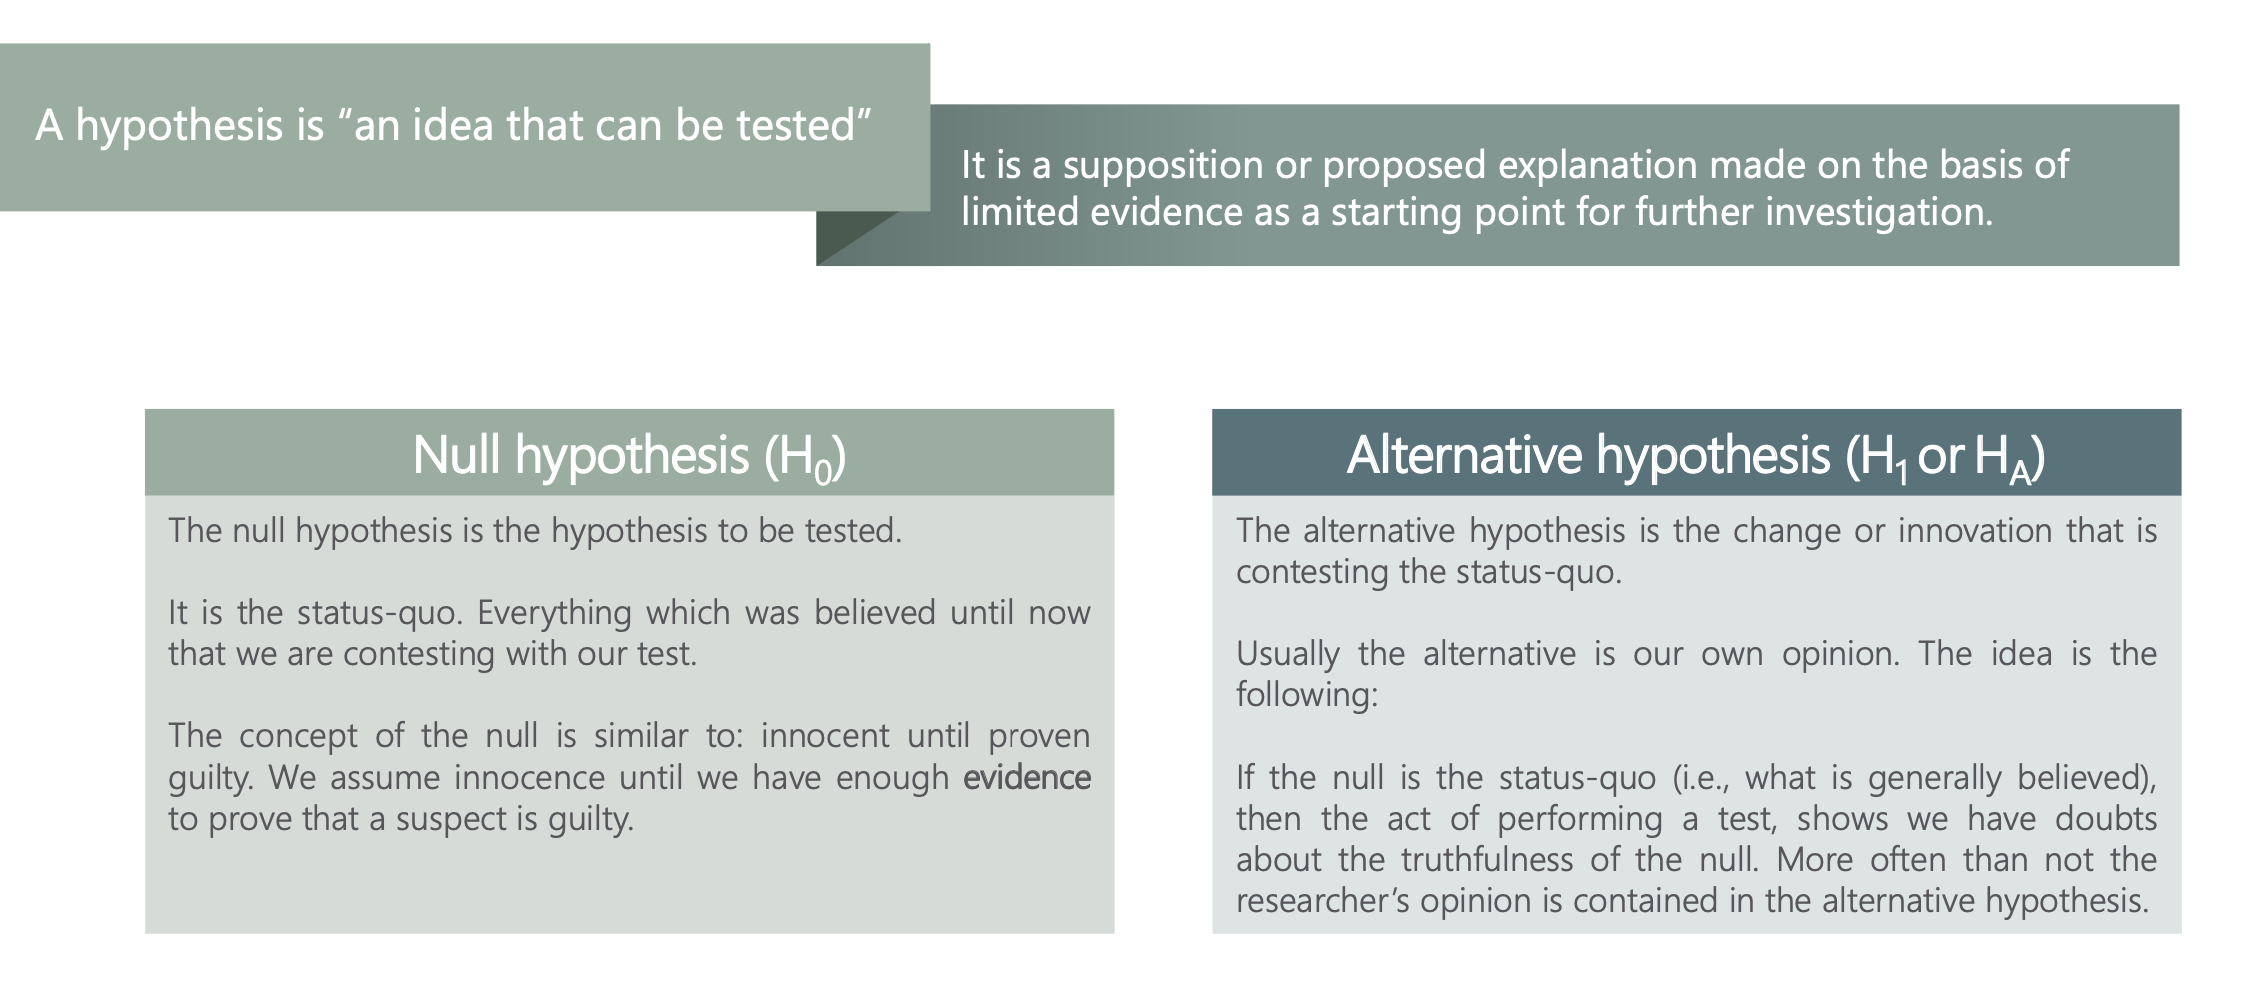 A hypothesis is “an idea that can be tested”
It is a supposition or proposed explanation made on the basis of
limited evidence as a starting point for further investigation.
Null hypothesis (H0)
The null hypothesis is the hypothesis to be tested.
It is the status-quo. Everything which was believed until now
that we are contesting with our test.
The concept of the null is similar to: innocent until proven
guilty. We assume innocence until we have enough evidence
to prove that a suspect is guilty.
Alternative hypothesis (H1 or HA)
The alternative hypothesis is the change or innovation that is
contesting the status-quo.
Usually the alternative is our own opinion. The idea is the
following:
If the null is the status-quo (i.e., what is generally believed),
then the act of performing a test, shows we have doubts
about the truthfulness of the null. More often than not the
researcher’s opinion is contained in the alternative hypothesis.